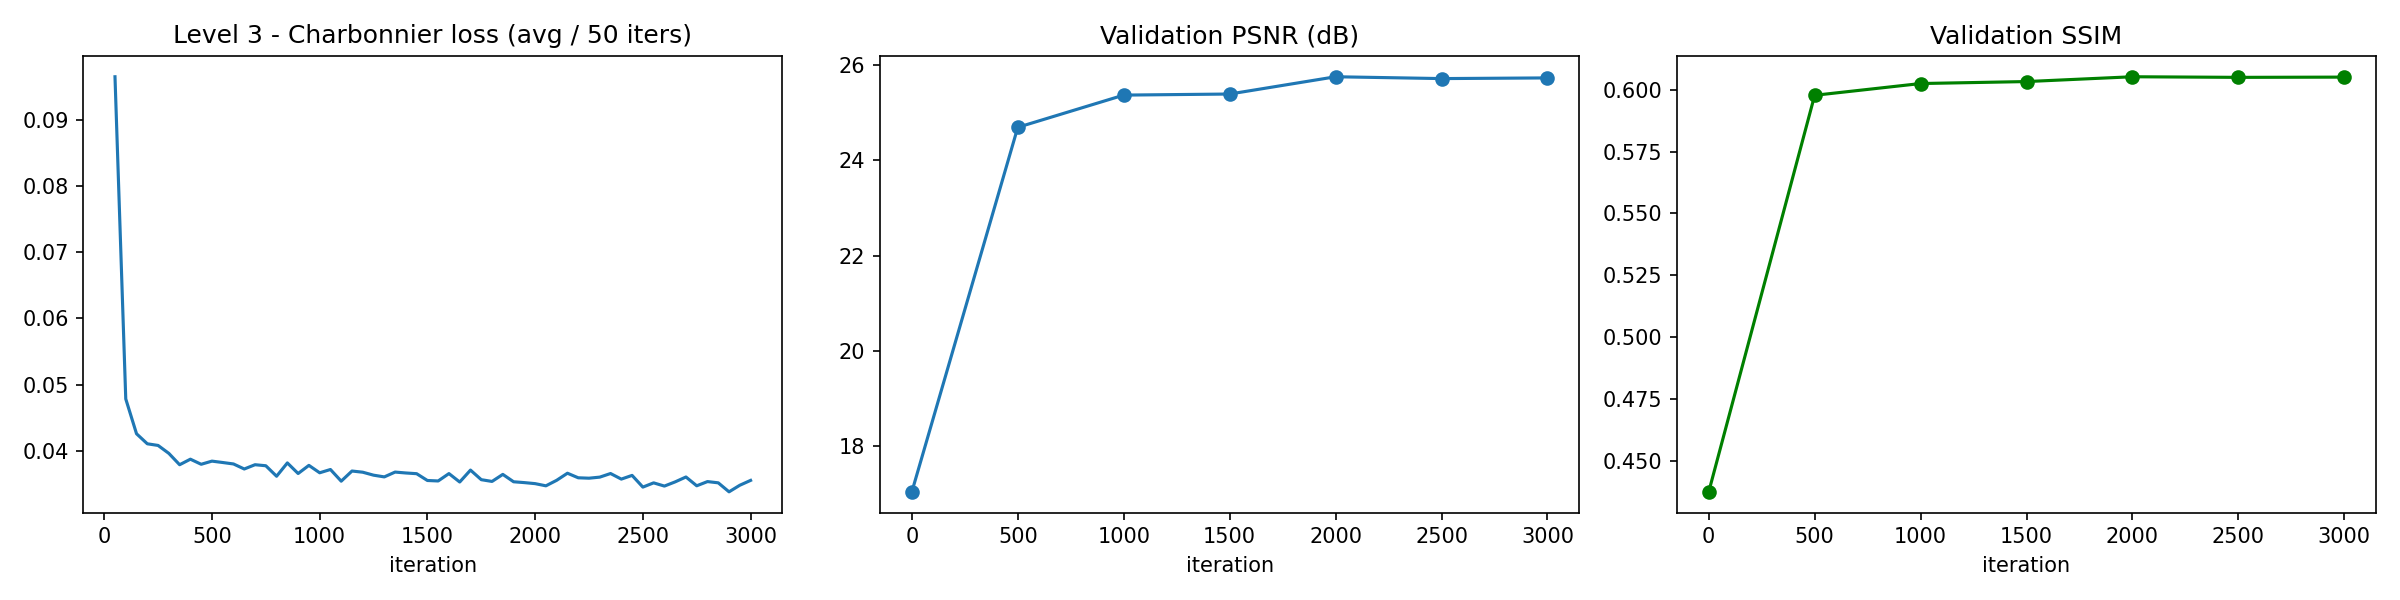 Level 3 - Charbonnier loss (avg / 50 iters)
0.09
0.08
0.07
0.06
0.05
0.04
0 500 1000 1500 2000 2500 3000
iteration
Validation PSNR (dB)
26
24
22
20
18
0 500 1000 1500 2000 2500 3000
iteration
Validation SSIM
0.600
0.575
0.550
0.525
0.500
0.475
0.450
0 500 1000 1500 2000 2500 3000
iteration